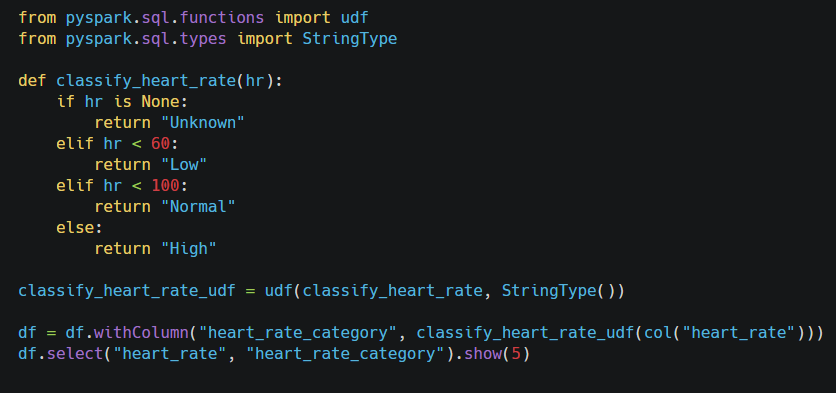 from pyspark.sql.functions import udf
from pyspark.sql.types import StringType
def classify_heart_rate(hr):
    if hr is None:
        return "Unknown"
    elif hr < 60:
        return "Low"
    elif hr < 100:
        return "Normal"
    else:
        return "High"
classify_heart_rate_udf = udf(classify_heart_rate, StringType())
df = df.withColumn("heart_rate_category", classify_heart_rate_udf(col("heart_rate")))
df.select("heart_rate", "heart_rate_category").show(5)